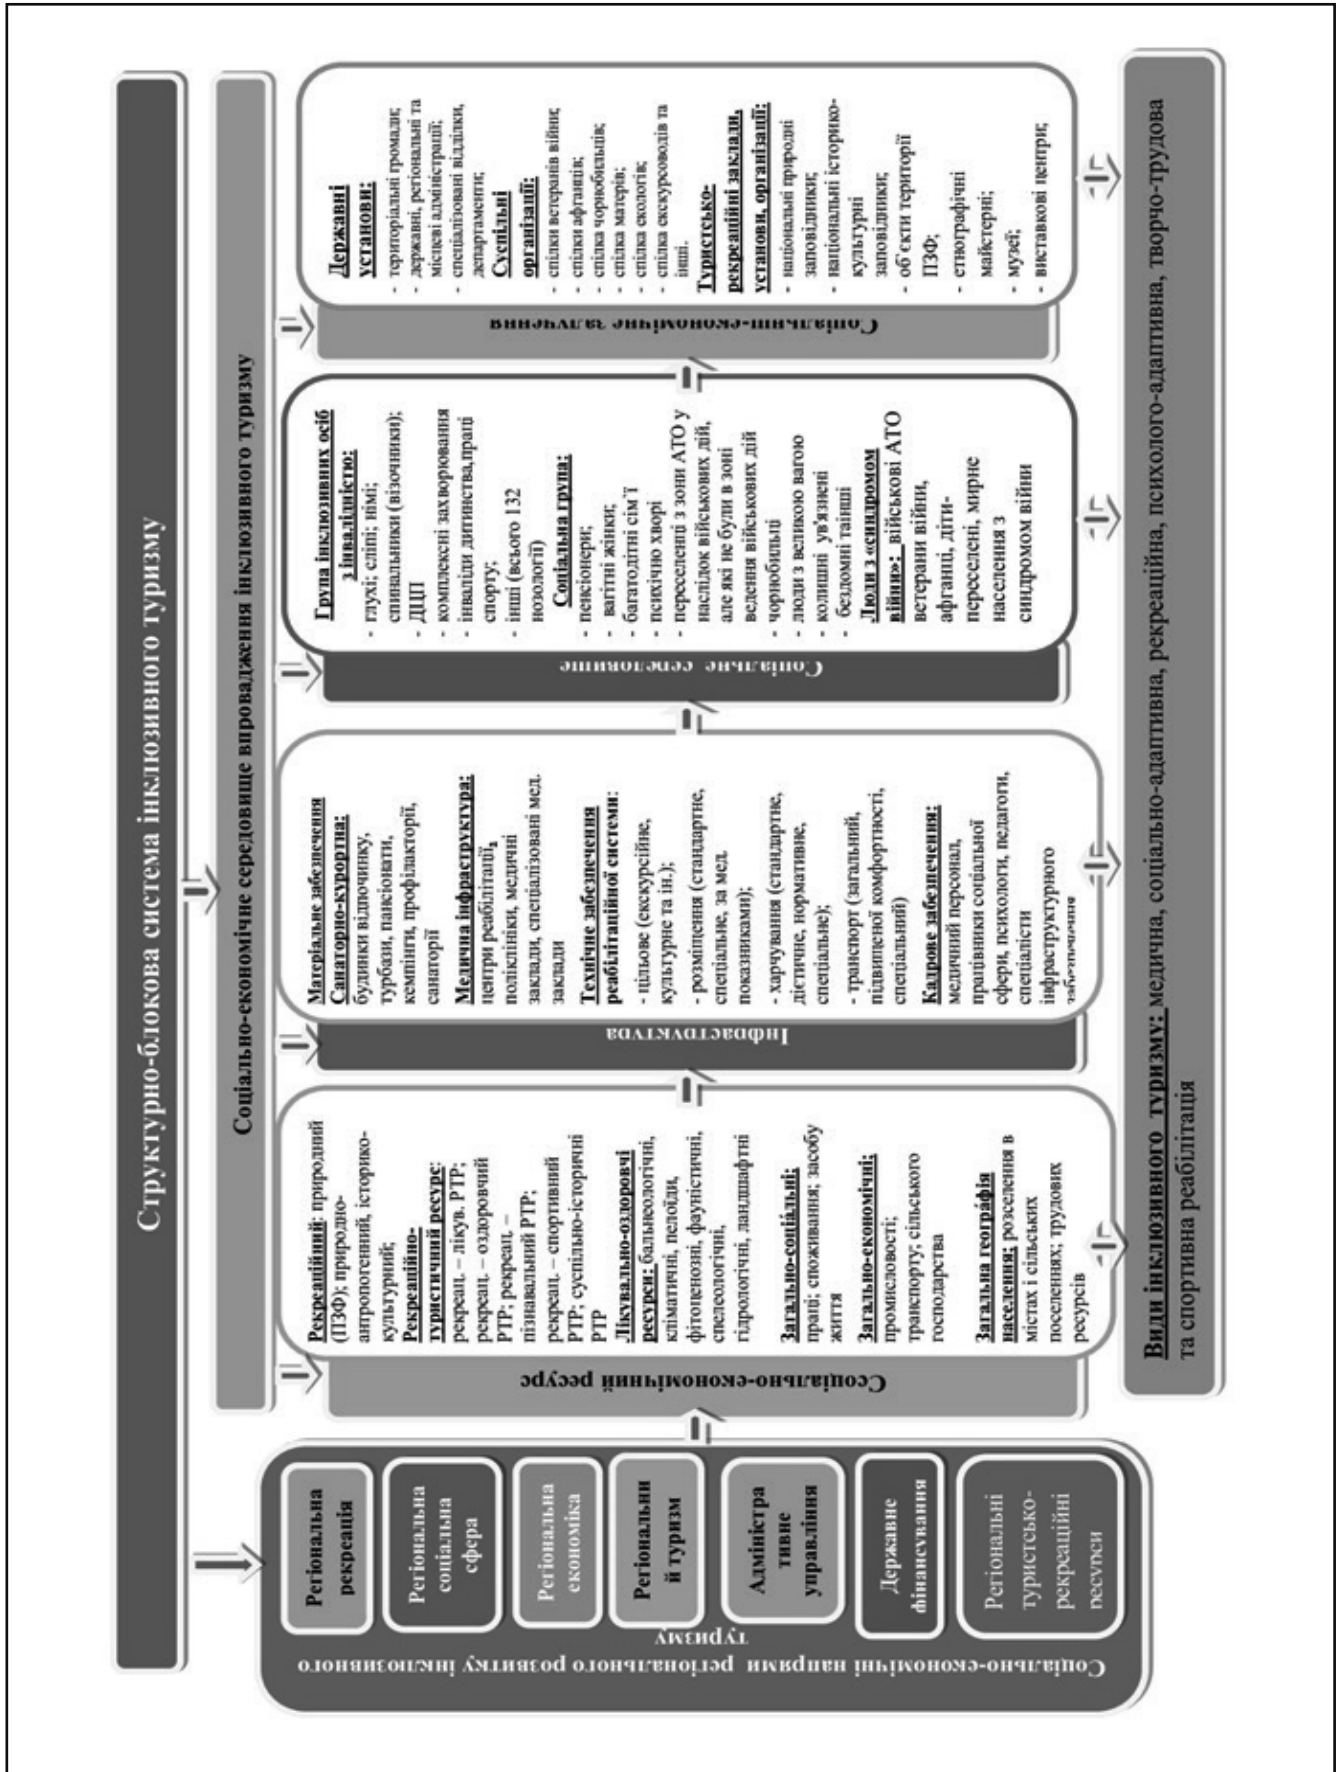 Структурно-блокова система інклюзивного туризму
Соціально-економічне середовище впровадження інклюзивного туризму
Соціально-економічні напрями регіонального розвитку інклюзивного
туризму
Регіональна
рекреація
Регіональна
соціальна
сфера
Регіональна
економіка
Регіональни
й туризм
Адміністра
тивне
управління
Державне
фінансування
Регіональні
туристсько-
рекреаційні
ресурси
Ссоціально-економічний ресурс
Рекреаційний: природний
(ПЗФ); природно-
антропогенний, історико-
культурний;
Рекреаційно-
туристичний ресурс:
рекреац. – лікув. РТР;
рекреац. – оздоровчий
РТР; рекреац. –
пізнавальний РТР;
рекреац. – спортивний
РТР; суспільно-історичні
РТР
Лікувально-оздоровчі
ресурси: бальнеологічні,
кліматичні, пелоїди,
фітоценозні, фауністичні,
спелеологічні,
гідрологічні, ландшафтні
Загально-соціальні:
праці; споживання; засобу
життя
Загально-економічні:
промисловості;
транспорту; сільського
господарства
Загальна географія
населення: розселення в
містах і сільських
поселеннях; трудових
ресурсів
Інфраструктура
Матеріальне забезпечення
Санаторно-курортна:
будинки відпочинку,
турбази, пансіонати,
кемпінги, профілакторії,
санаторії
Медична інфраструктура:
центри реабілітації,
поліклініки, медичні
заклади, спеціалізовані мед.
заклади
Технічне забезпечення
реабілітаційної системи:
- цільове (екскурсійне,
культурне та ін.);
- розміщення (стандартне,
спеціальне, за мед.
показниками);
- харчування (стандартне,
дієтичне, нормативне,
спеціальне);
- транспорт (загальний,
підвищеної комфортності,
спеціальний)
Кадрове забезпечення:
медичний персонал,
працівники соціальної
сфери, психологи, педагоги,
спеціалісти
інфраструктурного
забезпечення
Соціальне середовище
Група інклюзивних осіб
з інвалідністю:
- глухі; сліпі; німі;
спинальники (візочники);
- ДЦП
- комплексні захворювання
- інваліди дитинства,праці
спорту;
- інші (всього 132
нозології)
Соціальна група:
- пенсіонери;
- вагітні жінки;
- багатодітні сім`ї
- психічно хворі
- переселенці з зони АТО у
наслідок військових дій,
але які не були в зоні
ведення військових дій
- чорнобильці
- люди з великою вагою
- колишні ув'язнені
- бездомні таінші
Люди з «синдромом
війни»: військові АТО
ветерани війни,
афганці, діти-
переселені, мирне
населення з
синдромом війни
Соціальнш-економічне залучення
Державні
установи:
- територіальні громади;
- державні, регіональні та
місцеві адміністрації;
- спеціалізовані відділки,
департаменти;
Суспільні
організації:
- спілки ветеранів війни;
- спілки афганців;
- спілка чорнобильців;
- спілка матерів;
- спілка екологів;
- спілка екскурсоводів та
інші.
Туристсько-
рекреаційні заклади,
установи, організації:
- національні природні
заповідники;
- національні історико-
культурні
заповідники;
- об`єкти території
ПЗФ;
- етнографічні
майстерні;
- музеї;
- виставкові центри;
Види інклюзивного туризму: медична, соціально-адаптивна, рекреаційна, психолого-адаптивна, творчо-трудова
та спортивна реабілітація